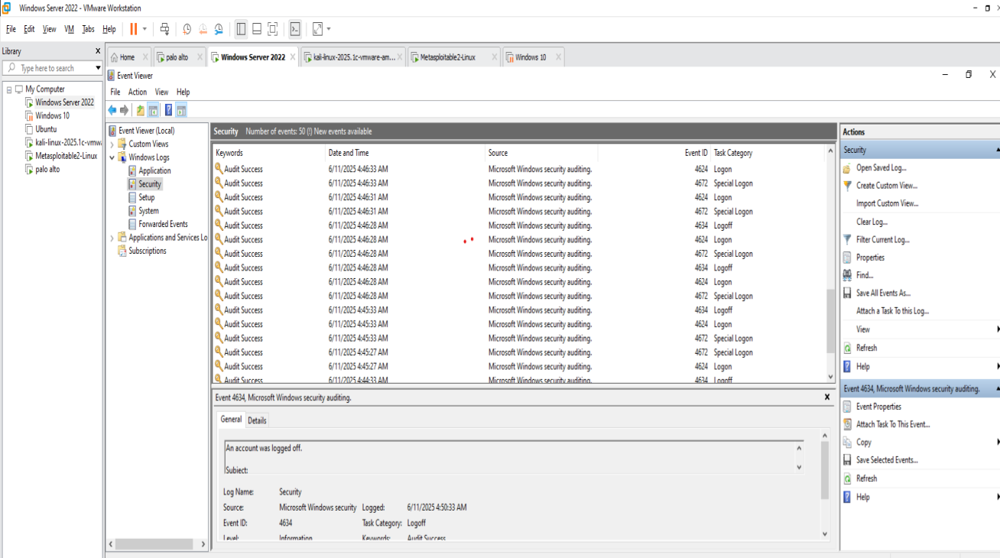 Windows Server 2022 - VMware Workstation
File Edit View VM Tabs Help
Library
Type here to search
My Computer
Windows Server 2022
Windows 10
Ubuntu
kali-linux-2025.1c-vmwa
Metasploitable2-Linux
palo alto
Home palo alto Windows Server 2022 kali-linux-2025.1c-vmware-am... Metasploitable2-Linux Windows 10
Event Viewer
File Action View Help
Event Viewer (Local)
Custom Views
Windows Logs
Application
Security
Setup
System
Forwarded Events
Applications and Services Lo
Subscriptions
Security Number of events: 50 (!) New events available
Keywords Date and Time Source Event ID Task Category
Audit Success 6/11/2025 4:46:33 AM Microsoft Windows security auditing. 4624 Logon
Audit Success 6/11/2025 4:46:33 AM Microsoft Windows security auditing. 4672 Special Logon
Audit Success 6/11/2025 4:46:31 AM Microsoft Windows security auditing. 4624 Logon
Audit Success 6/11/2025 4:46:31 AM Microsoft Windows security auditing. 4672 Special Logon
Audit Success 6/11/2025 4:46:28 AM Microsoft Windows security auditing. 4634 Logoff
Audit Success 6/11/2025 4:46:28 AM Microsoft Windows security auditing. 4624 Logon
Audit Success 6/11/2025 4:46:28 AM Microsoft Windows security auditing. 4672 Special Logon
Audit Success 6/11/2025 4:46:28 AM Microsoft Windows security auditing. 4634 Logoff
Audit Success 6/11/2025 4:46:28 AM Microsoft Windows security auditing. 4624 Logon
Audit Success 6/11/2025 4:46:28 AM Microsoft Windows security auditing. 4672 Special Logon
Audit Success 6/11/2025 4:45:33 AM Microsoft Windows security auditing. 4634 Logoff
Audit Success 6/11/2025 4:45:33 AM Microsoft Windows security auditing. 4624 Logon
Audit Success 6/11/2025 4:45:33 AM Microsoft Windows security auditing. 4672 Special Logon
Audit Success 6/11/2025 4:45:27 AM Microsoft Windows security auditing. 4672 Special Logon
Audit Success 6/11/2025 4:45:27 AM Microsoft Windows security auditing. 4624 Logon
Audit Success 6/11/2025 4:44:33 AM Microsoft Windows security auditing. 4634 Logoff
Event 4634, Microsoft Windows security auditing.
General Details
An account was logged off.
Subject:
Log Name: Security
Source: Microsoft Windows security Logged: 6/11/2025 4:50:33 AM
Event ID: 4634 Task Category: Logoff
Level: Information Keywords: Audit Success
Actions
Security
Open Saved Log...
Create Custom View...
Import Custom View...
Clear Log...
Filter Current Log...
Properties
Find...
Save All Events As...
Attach a Task To this Log...
View
Refresh
Help
Event 4634, Microsoft Windows security auditing.
Event Properties
Attach Task To This Event...
Copy
Save Selected Events...
Refresh
Help